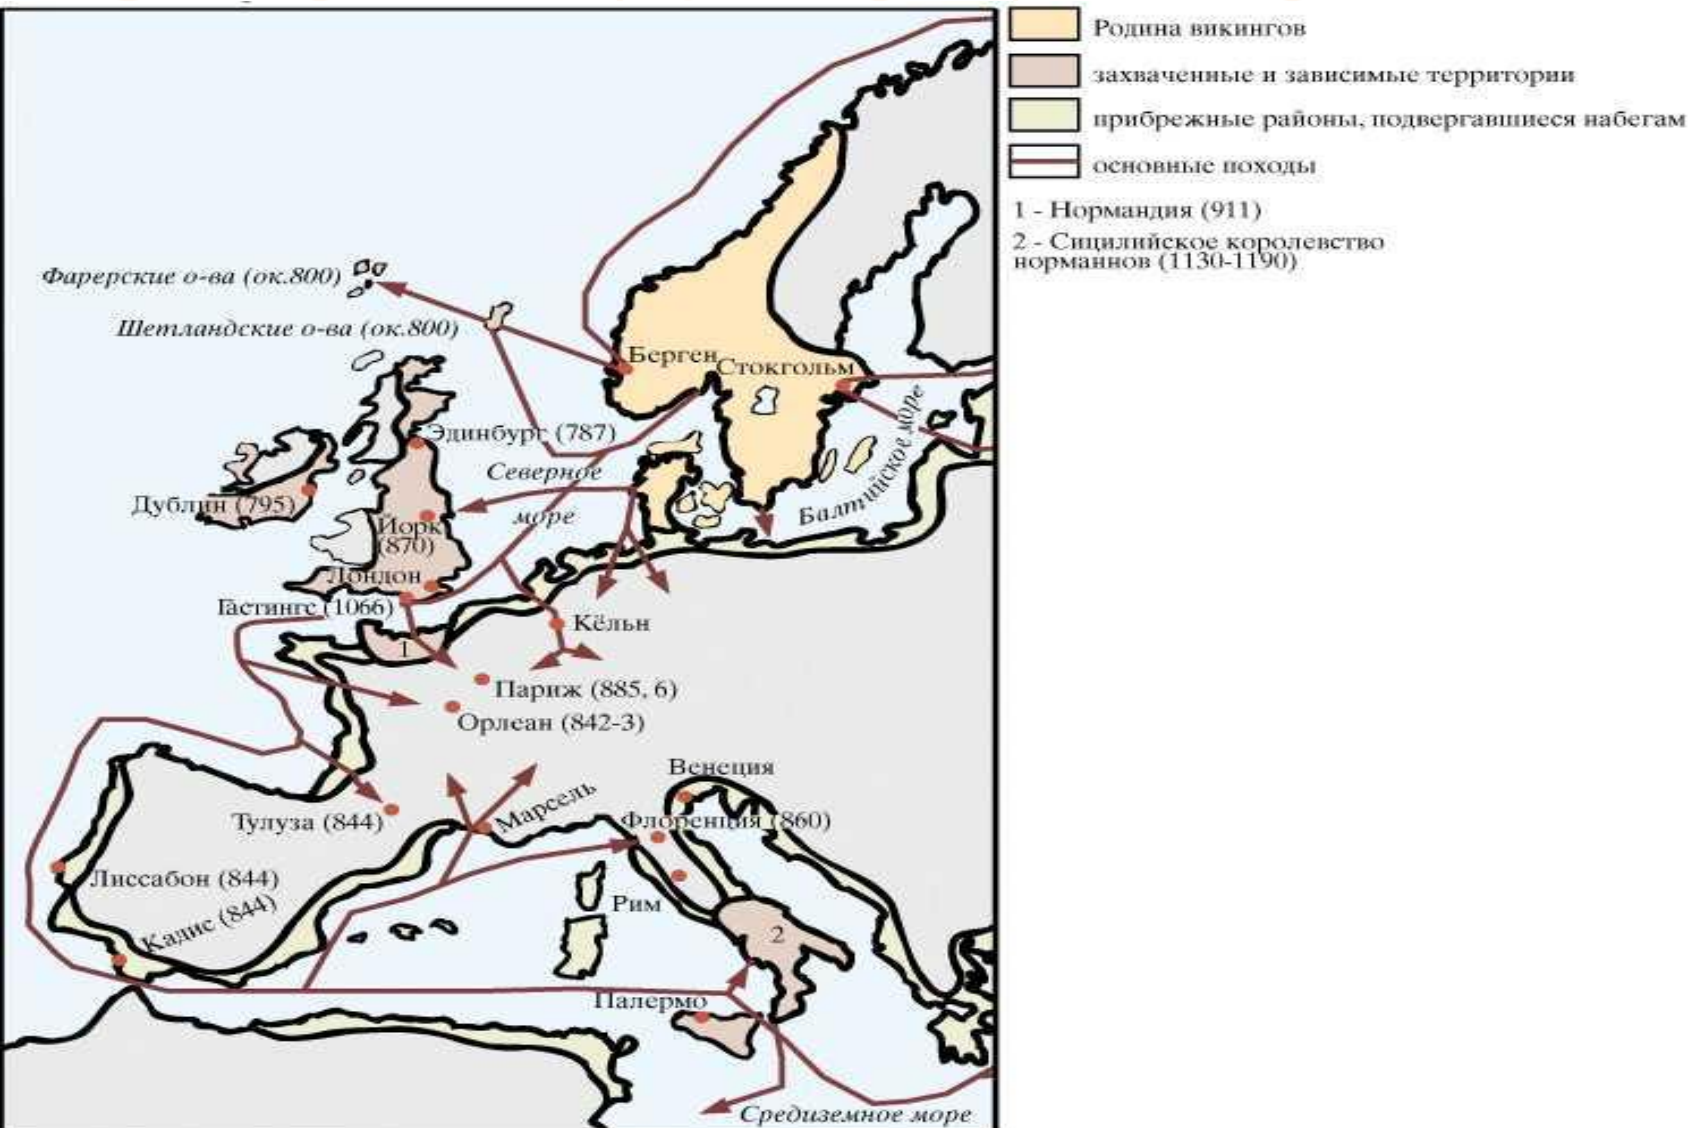 Родина викингов
захваченные и зависимые территории
прибрежные районы, подвергавшиеся набегам
основные походы
1 - Нормандия (911)
2 - Сицилийское королевство
норманнов (1130-1190)
Фарерские о-ва (ок.800)
Шетландские о-ва (ок.800)
Берген
Стокгольм
Эдинбург (787)
Северное
море
Балтийское море
Дублин (795)
Йорк
(870)
Лондон
Гастингс (1066)
Кёльн
1
Париж (885, 6)
Орлеан (842-3)
Венеция
Марсель
Тулуза (844)
Флоренция (860)
Лиссабон (844)
Кадис (844)
Рим
2
Палермо
Средиземное море